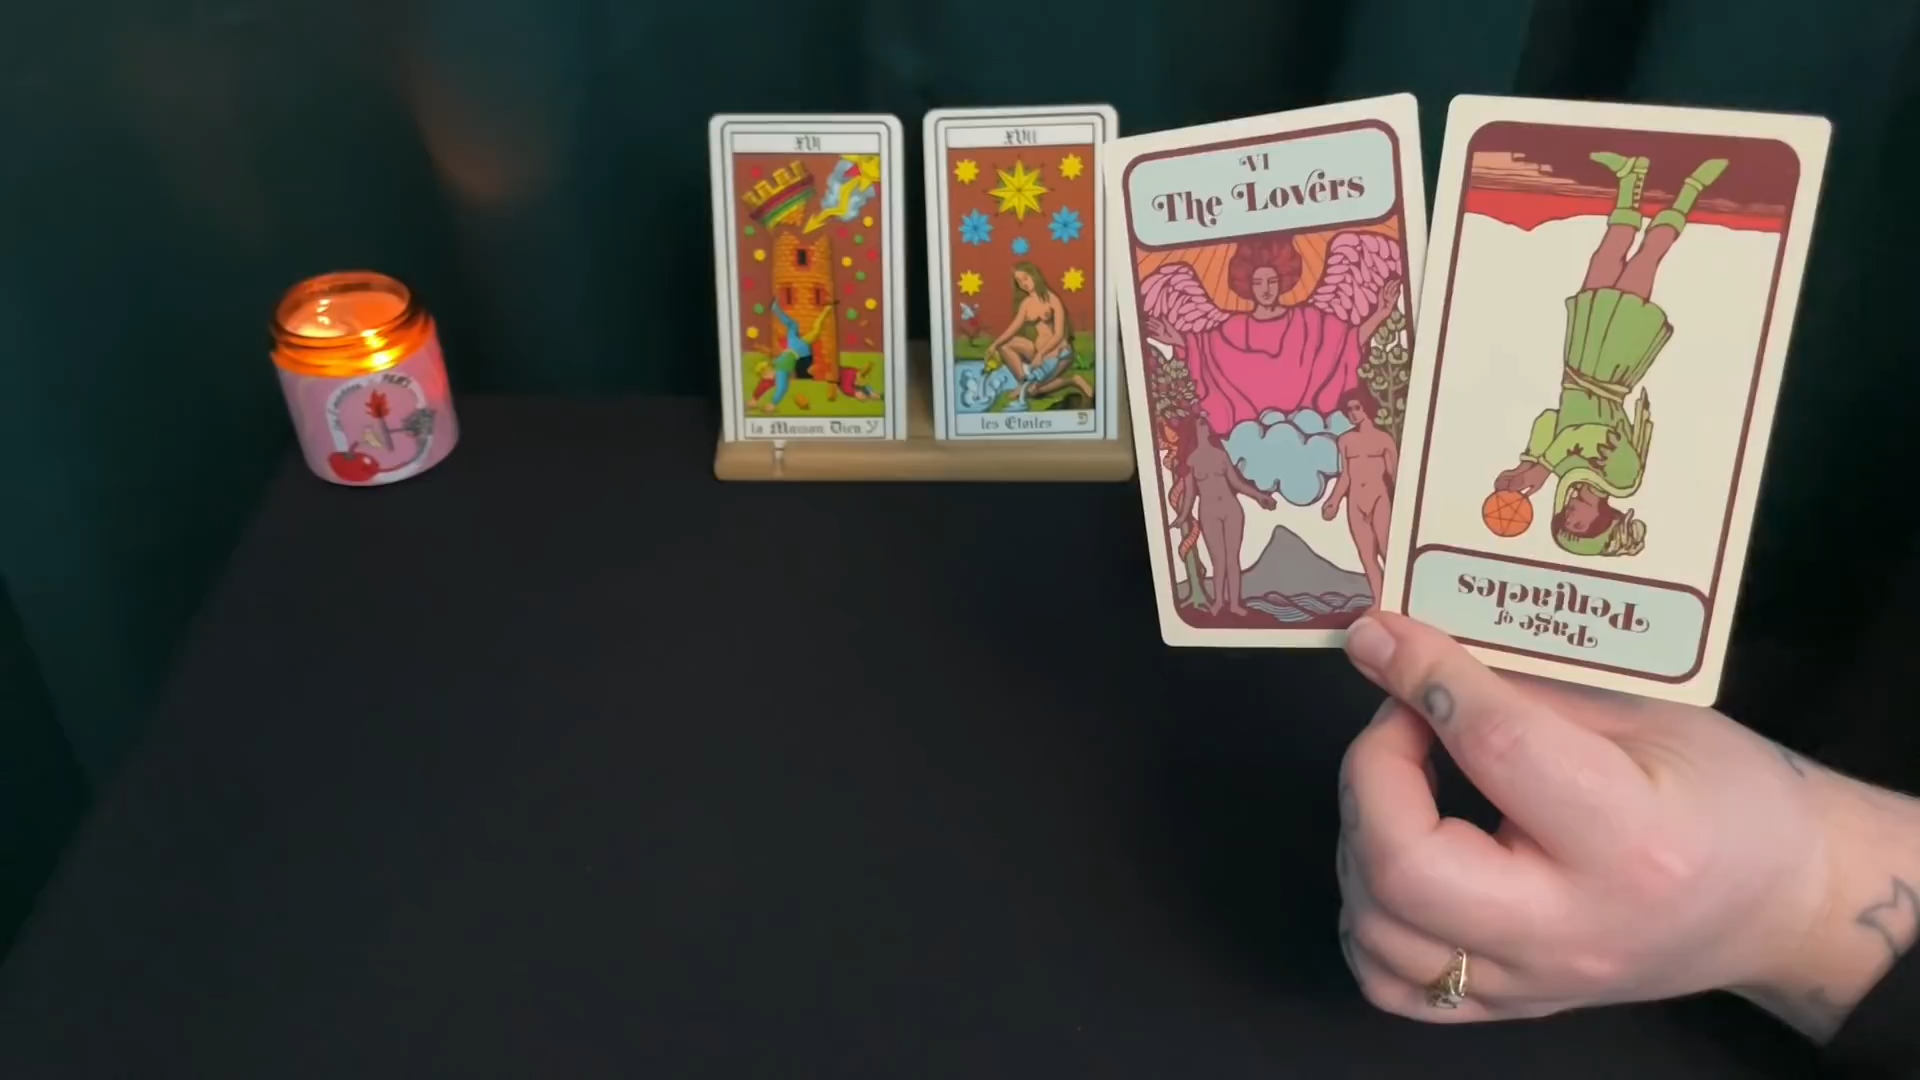 XVI
la Maison Dieu
XVII
les Etoiles
VI
The Lovers
Page of
Pentacles